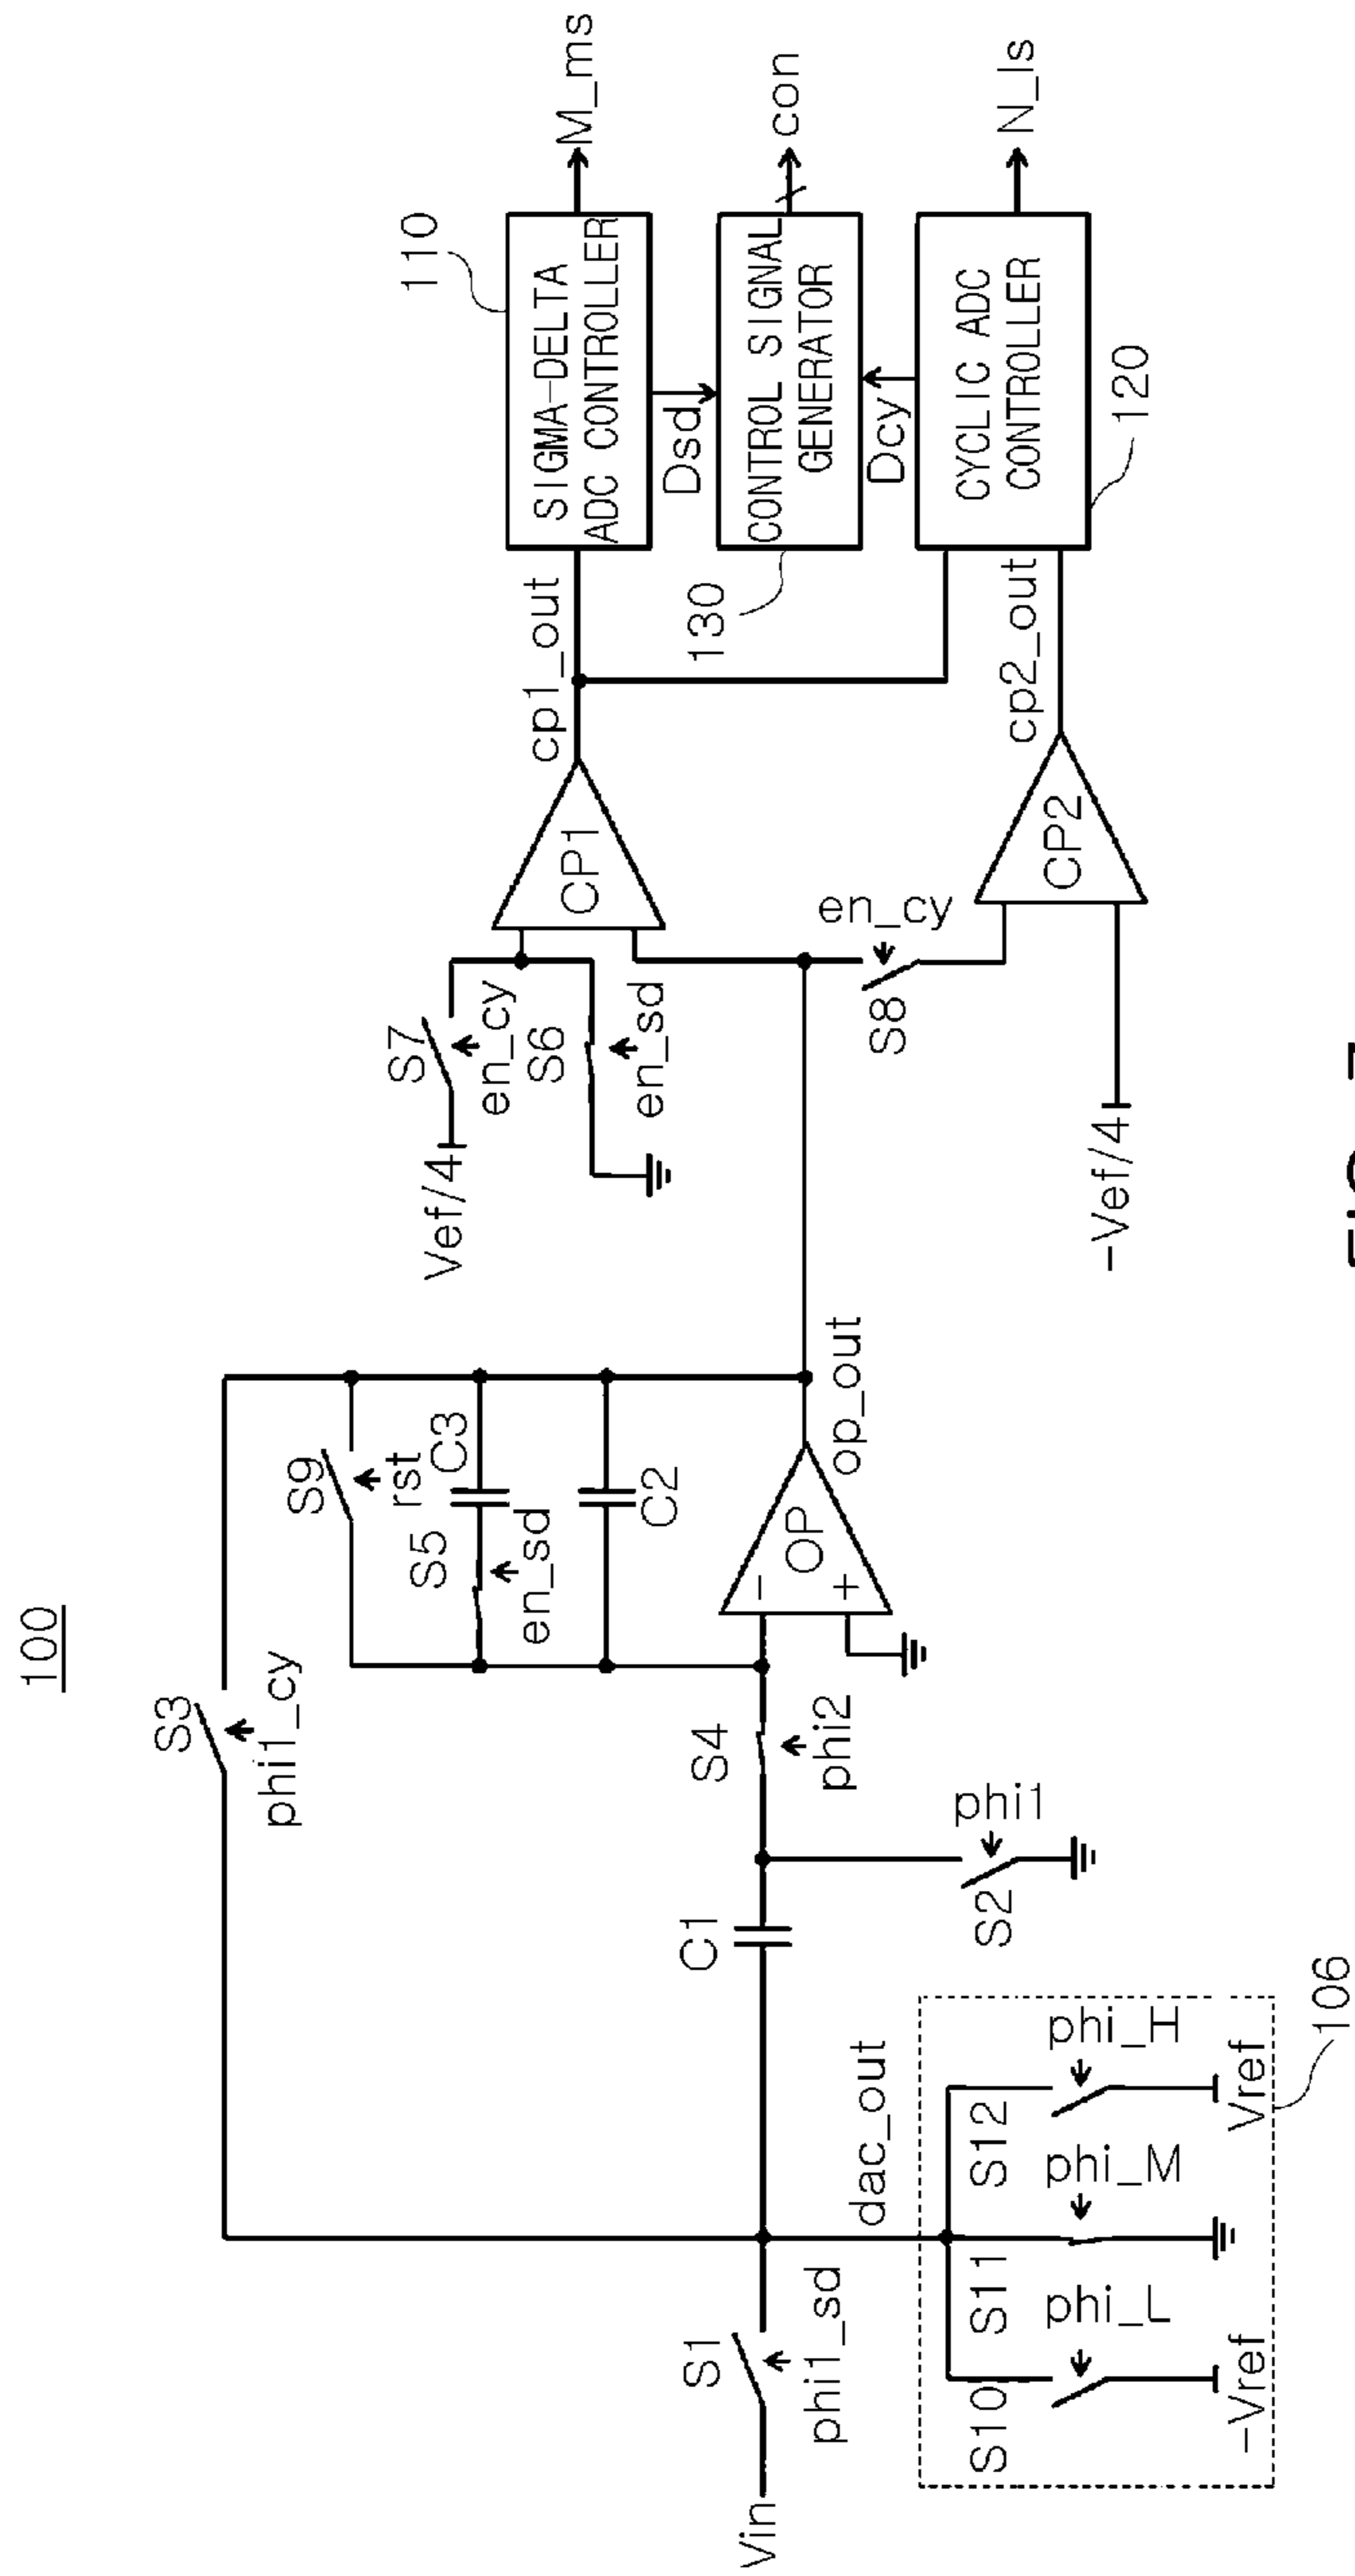 100
S3
phi1_cy
S9
rst
S5
C3
en_sd
C2
Vin
S1
phi1_sd
C1
S4
phi2
OP
-
+
op_out
dac_out
S2
phi1
S10
phi_L
-Vref
S11
phi_M
S12
phi_H
Vref
106
Vef/4
S7
en_cy
S6
en_sd
CP1
cp1_out
S8
en_cy
-Vef/4
CP2
cp2_out
110
SIGMA-DELTA
ADC CONTROLLER
M_ms
Dsd
130
CONTROL SIGNAL
GENERATOR
con
Dcy
CYCLIC ADC
CONTROLLER
N_ls
120